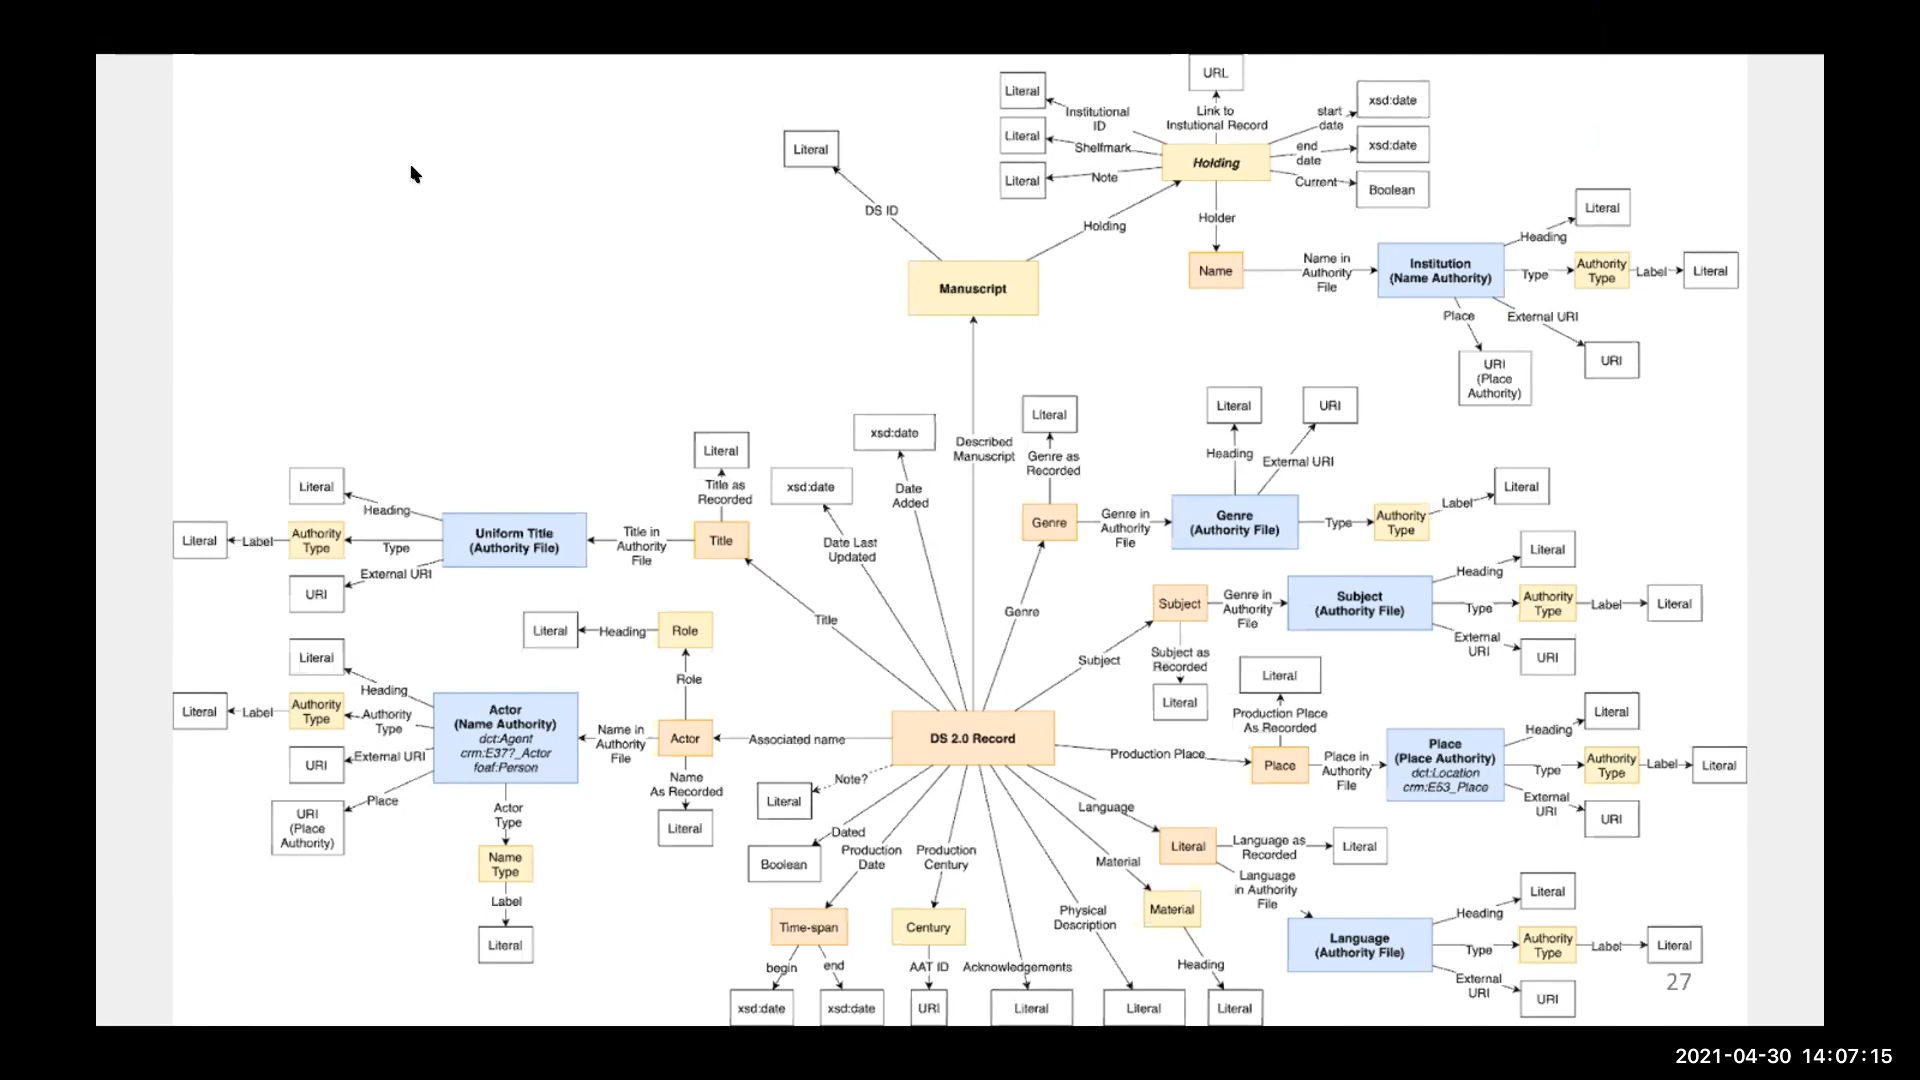 URL
Literal
Institutional
ID
Link to
Instutional Record
start
date
xsd:date
Literal
Shelfmark
Holding
end
date
xsd:date
Literal
Note
Current
Boolean
Literal
DS ID
Holding
Holder
Literal
Heading
Manuscript
Name
Name in
Authority
File
Institution
(Name Authority)
Type
Authority
Type
Label
Literal
Place
External URI
URI
(Place
Authority)
URI
Literal
Heading
Uniform Title
(Authority File)
Literal
Label
Authority
Type
Type
External URI
URI
Title in
Authority
File
Title
Title as
Recorded
Literal
xsd:date
Date Last
Updated
xsd:date
Date
Added
Described
Manuscript
Literal
Genre as
Recorded
Genre
Genre in
Authority
File
Genre
(Authority File)
Literal
Heading
URI
External URI
Type
Authority
Type
Label
Literal
Title
Genre
Subject
Subject
Genre in
Authority
File
Subject
(Authority File)
Heading
Literal
Type
Authority
Type
Label
Literal
External
URI
URI
Subject as
Recorded
Literal
Literal
Heading
Role
Role
Literal
Heading
Literal
Label
Authority
Type
Authority
Type
External URI
URI
Place
URI
(Place
Authority)
Actor
(Name Authority)
dct:Agent
crm:E37?_Actor
foaf:Person
Name in
Authority
File
Actor
Associated name
DS 2.0 Record
Name
As Recorded
Literal
Actor
Type
Name
Type
Label
Literal
Production Place
Place
Production Place
As Recorded
Literal
Place in
Authority
File
Place
(Place Authority)
dct:Location
crm:E53_Place
Heading
Literal
Type
Authority
Type
Label
Literal
External
URI
URI
Note?
Literal
Dated
Boolean
Production
Date
Time-span
begin
end
xsd:date
xsd:date
Production
Century
Century
AAT ID
URI
Acknowledgements
Literal
Physical
Description
Literal
Material
Material
Heading
Literal
Language
Literal
Language as
Recorded
Literal
Language
in Authority
File
Language
(Authority File)
Heading
Literal
Type
Authority
Type
Label
Literal
External
URI
URI
27
2021-04-30 14:07:15